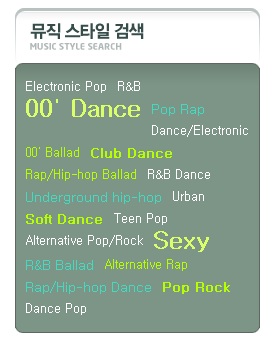 뮤직 스타일 검색
MUSIC STYLE SEARCH
Electronic Pop R&B
00' Dance Pop Rap
Dance/Electronic
00' Ballad Club Dance
Rap/Hip-hop Ballad R&B Dance
Underground hip-hop Urban
Soft Dance Teen Pop
Alternative Pop/Rock Sexy
R&B Ballad Alternative Rap
Rap/Hip-hop Dance Pop Rock
Dance Pop